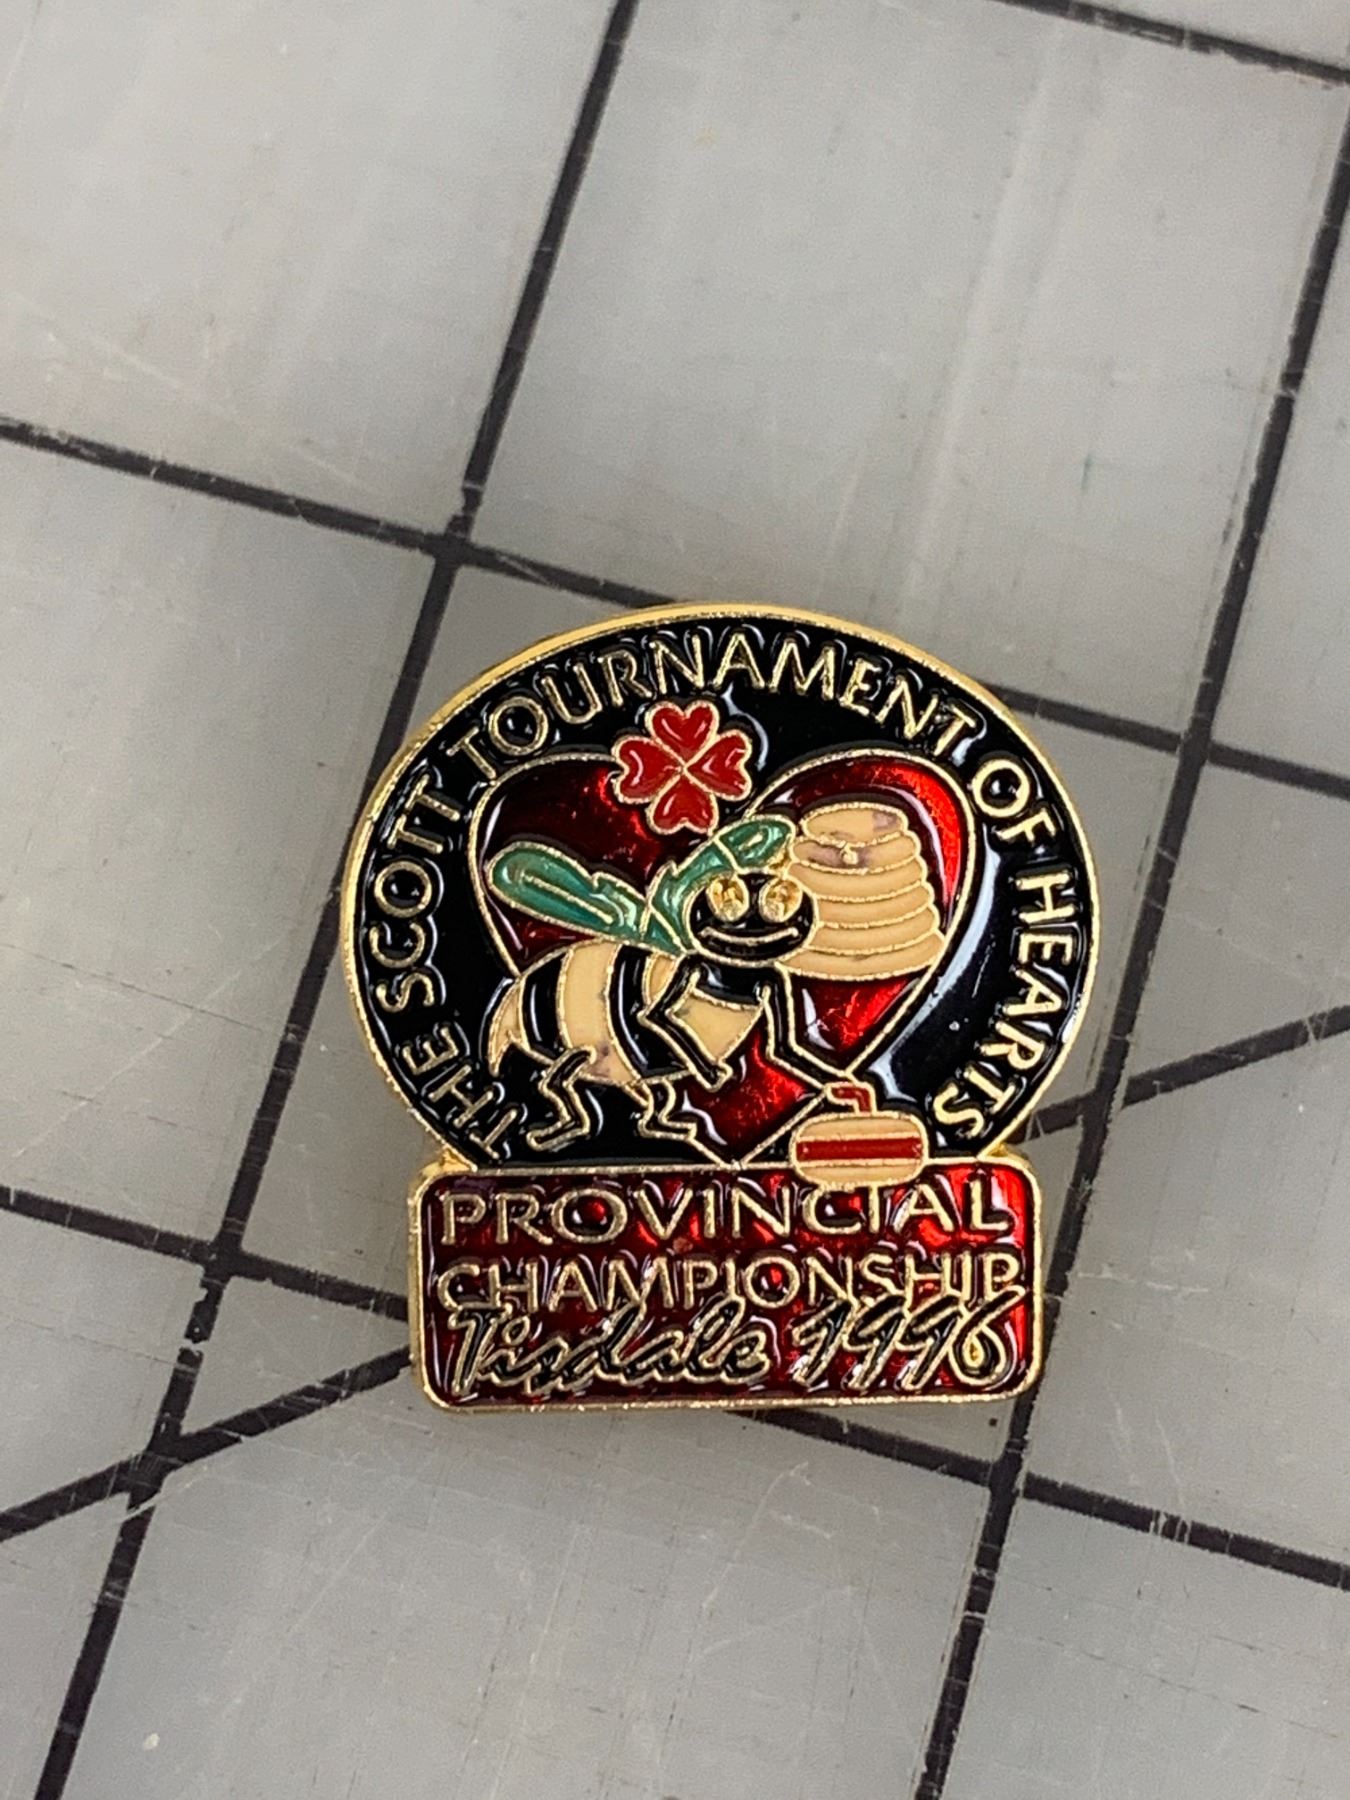 THE SCOTT TOURNAMENT OF HEARTS
PROVINCIAL
CHAMPIONSHIP
Tisdale 1996